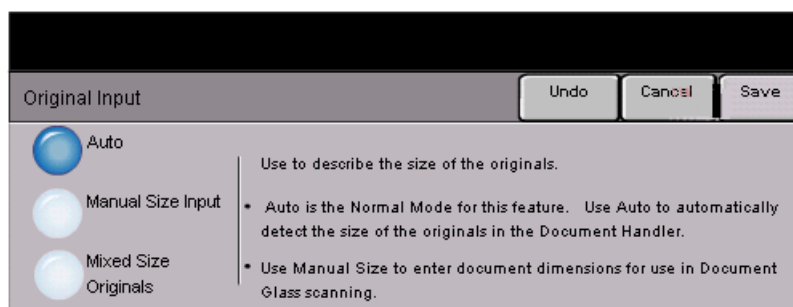 Original Input
Undo
Cancel
Save
Auto
Manual Size Input
Mixed Size
Originals
Use to describe the size of the originals.
• Auto is the Normal Mode for this feature. Use Auto to automatically
detect the size of the originals in the Document Handler.
• Use Manual Size to enter document dimensions for use in Document
Glass scanning.